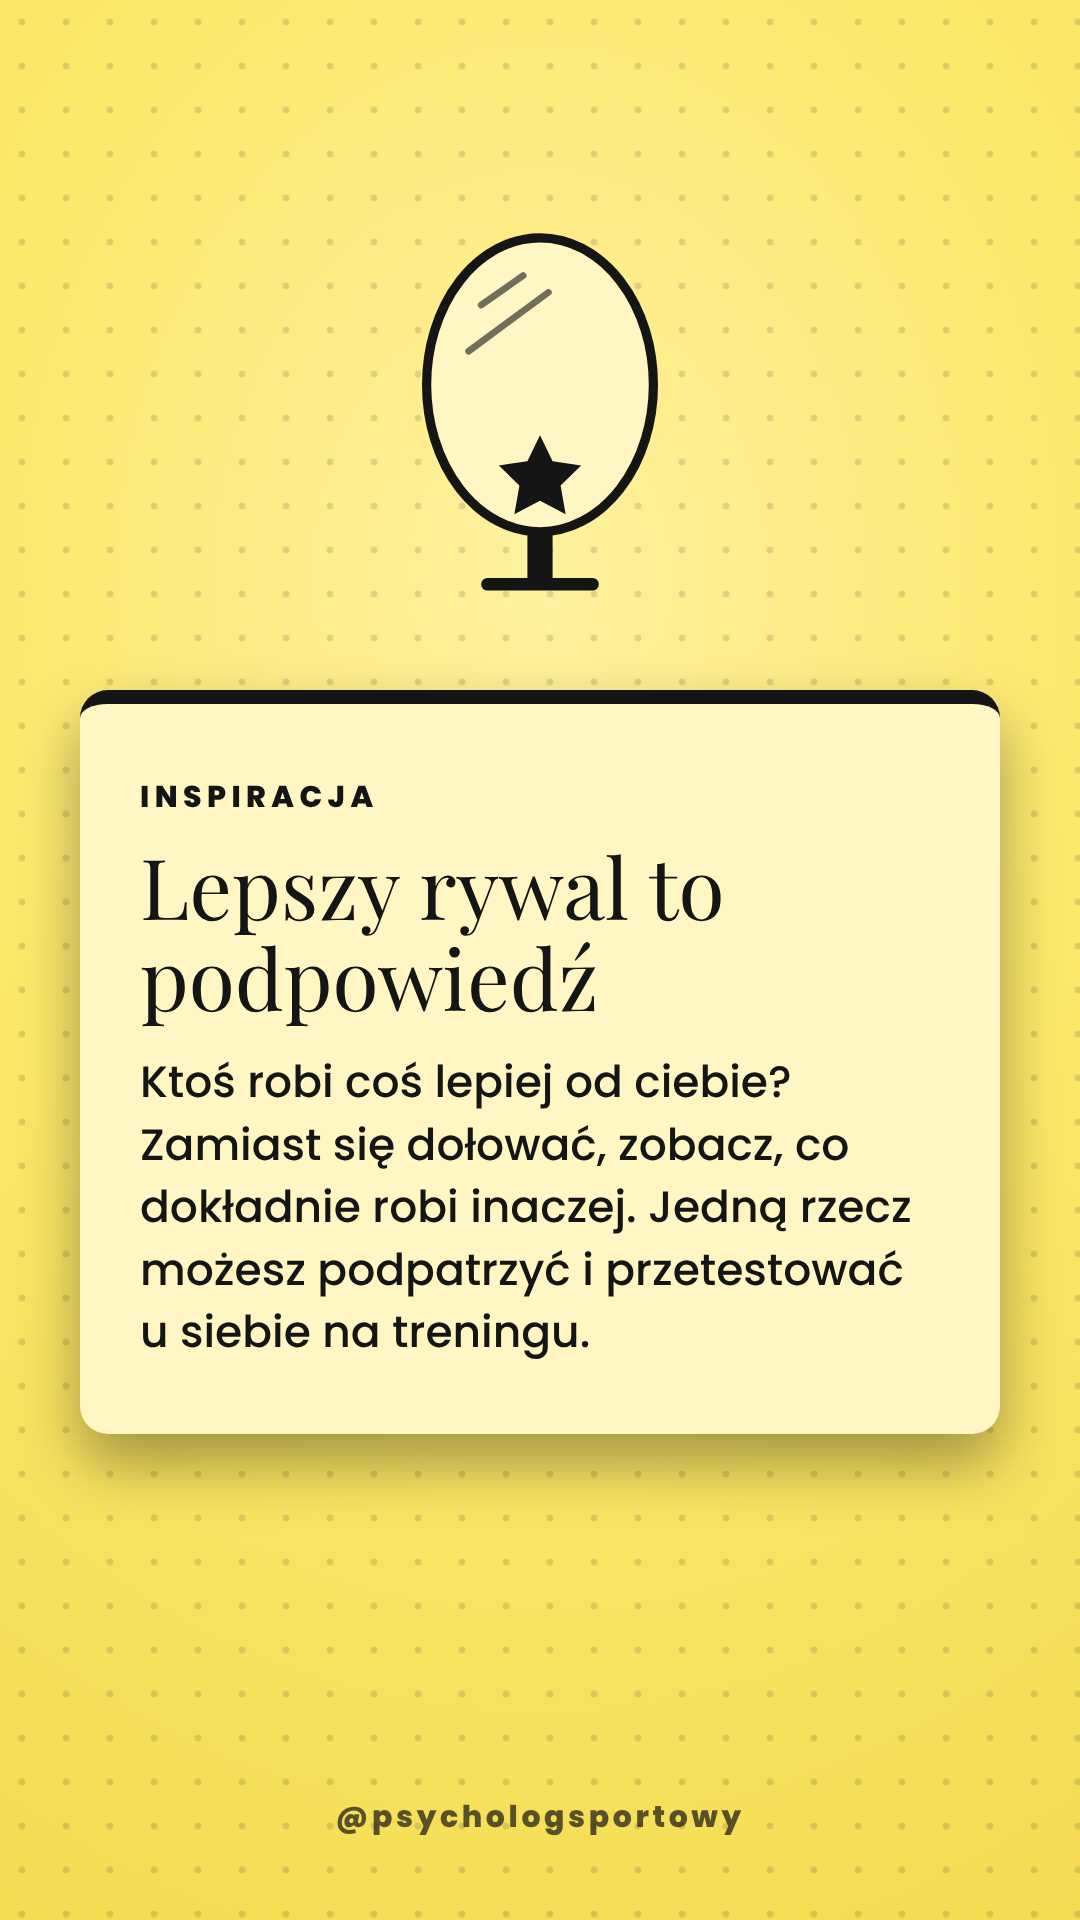 INSPIRACJA
Lepszy rywal to
podpowiedź
Ktoś robi coś lepiej od ciebie?
Zamiast się dołować, zobacz, co
dokładnie robi inaczej. Jedną rzecz
możesz podpatrzyć i przetestować
u siebie na treningu.
@psychologsportowy